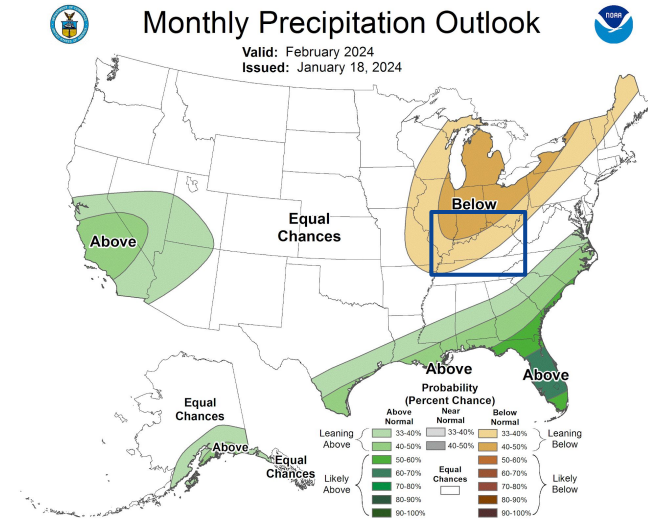 Monthly Precipitation Outlook
NOAA
Valid: February 2024
Issued: January 18, 2024
Below
Equal
Chances
Above
Above
Above
Probability
(Percent Chance)
Above
Normal
Near
Normal
Below
Normal
Equal
Chances
Above
Equal
Chances
Leaning
Above
33-40%
40-50%
33-40%
40-50%
33-40%
40-50%
Leaning
Below
Likely
Above
50-60%
60-70%
70-80%
80-90%
90-100%
Equal
Chances
50-60%
60-70%
70-80%
80-90%
90-100%
Likely
Below